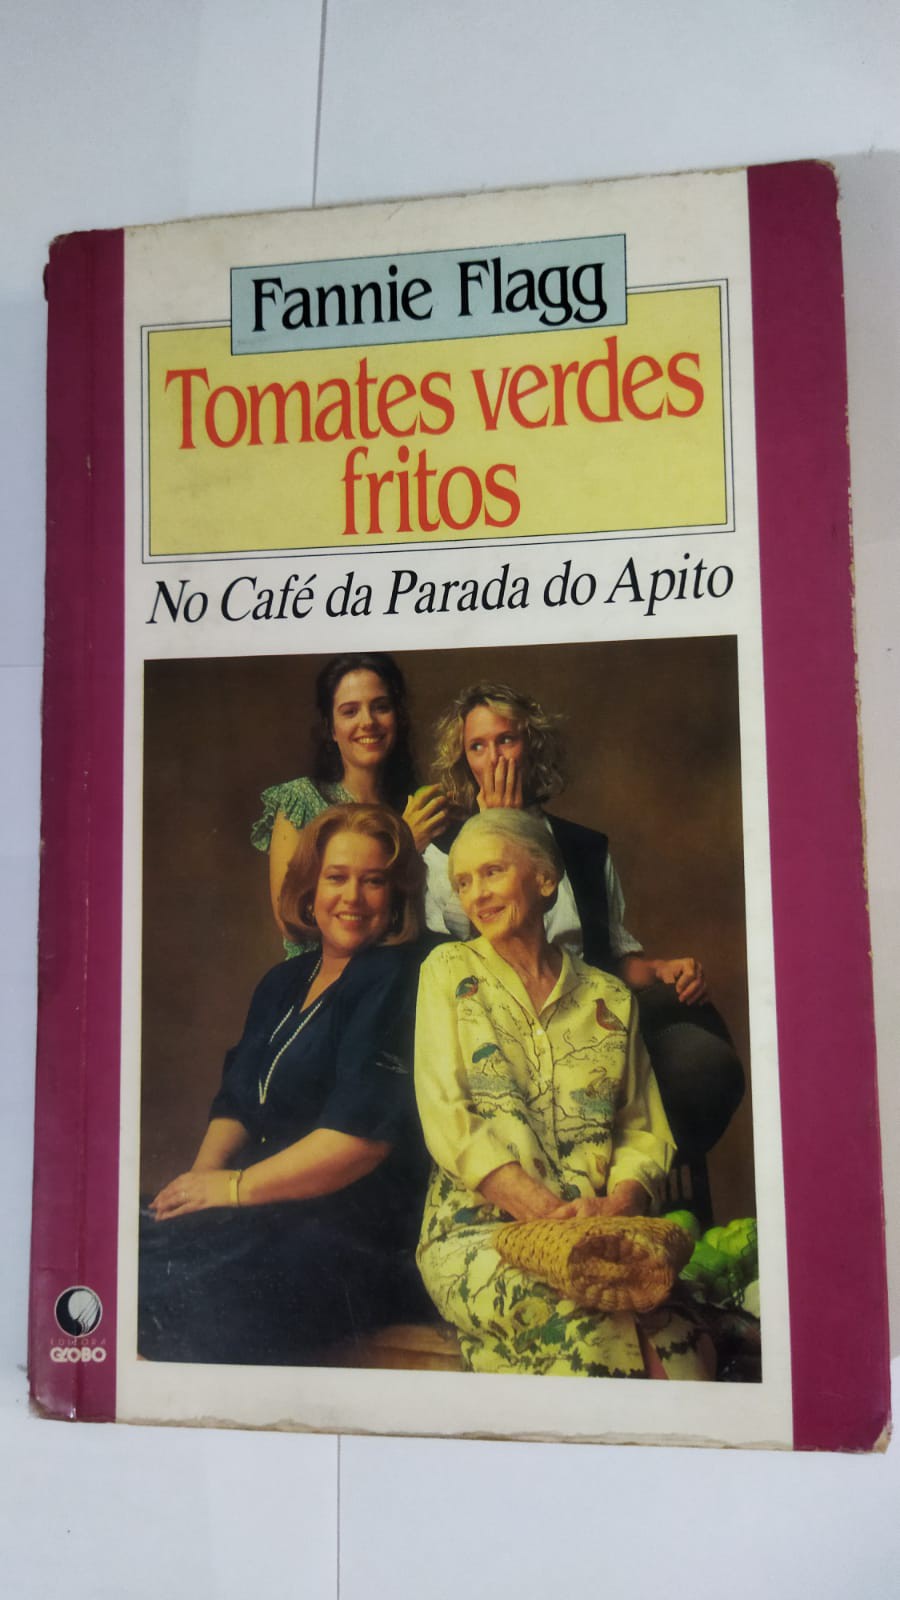 Fannie Flagg
Tomates verdes
fritos
No Café da Parada do Apito
EDITORA
GLOBO